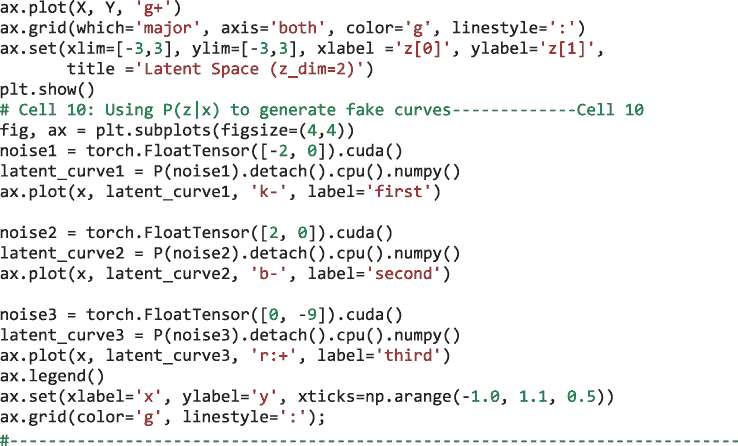 ax.plot(X, Y, 'g+')
ax.grid(which='major', axis='both', color='g', linestyle=':')
ax.set(xlim=[-3,3], ylim=[-3,3], xlabel ='z[0]', ylabel='z[1]',
       title ='Latent Space (z_dim=2)')
plt.show()
# Cell 10: Using P(z|x) to generate fake curves-------------Cell 10
fig, ax = plt.subplots(figsize=(4,4))
noise1 = torch.FloatTensor([-2, 0]).cuda()
latent_curve1 = P(noise1).detach().cpu().numpy()
ax.plot(x, latent_curve1, 'k-', label='first')

noise2 = torch.FloatTensor([2, 0]).cuda()
latent_curve2 = P(noise2).detach().cpu().numpy()
ax.plot(x, latent_curve2, 'b-', label='second')

noise3 = torch.FloatTensor([0, -9]).cuda()
latent_curve3 = P(noise3).detach().cpu().numpy()
ax.plot(x, latent_curve3, 'r:+', label='third')
ax.legend()
ax.set(xlabel='x', ylabel='y', xticks=np.arange(-1.0, 1.1, 0.5))
ax.grid(color='g', linestyle=':');
#--------------------------------------------------------------------------